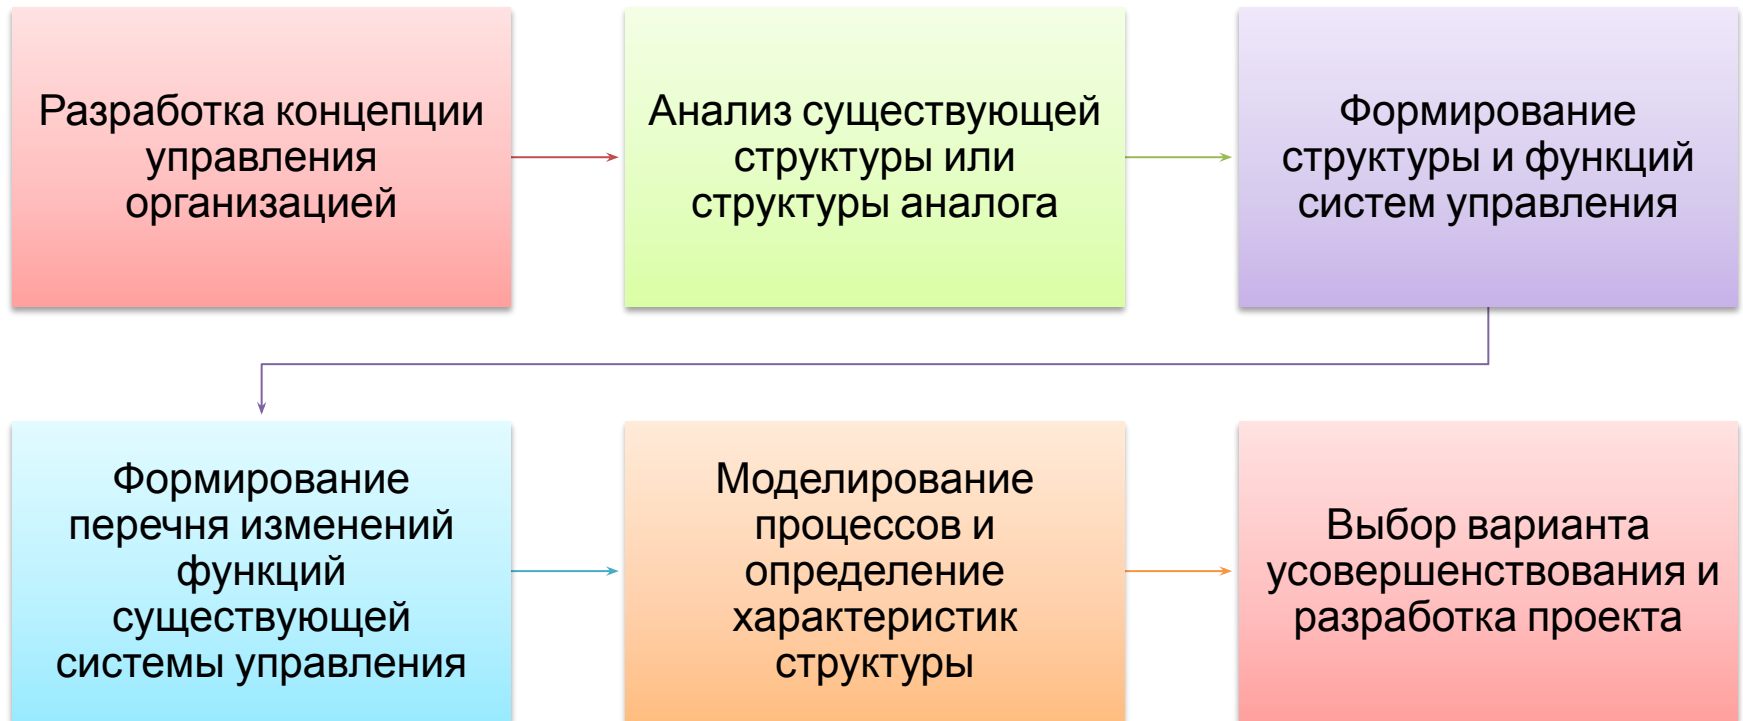 Разработка концепции
управления
организацией
Анализ существующей
структуры или
структуры аналога
Формирование
структуры и функций
систем управления
Формирование
перечня изменений
функций
существующей
системы управления
Моделирование
процессов и
определение
характеристик
структуры
Выбор варианта
усовершенствования и
разработка проекта